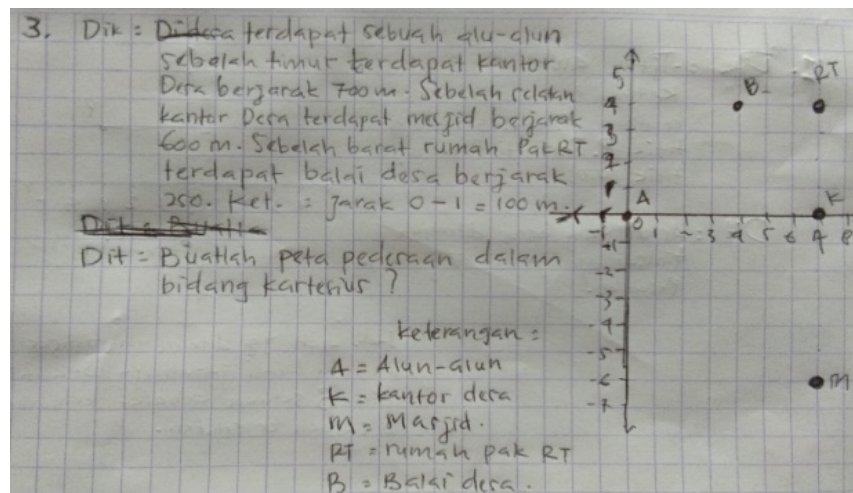 3. Dik = terdapat sebuah alu-alun
Sebelah timur terdapat kantor
Desa berjarak 700 m. Sebelah selatan
kantor Desa terdapat mesjid berjarak
600 m. Sebelah barat rumah Pak RT
terdapat balai desa berjarak
250. Ket. = Jarak 0-1 = 100 m.
Dit = Buatlah peta pedesaan dalam
bidang kartesius ?
Keterangan =
A = Alun-alun
K = kantor desa
M = Masjid.
RT = rumah pak RT
B = Balai desa.
5 RT
4 B
3
2
1
A K
-1 0 1 2 3 4 5 6 7 8
-1
-2
-3
-4
-5
-6 M
-7